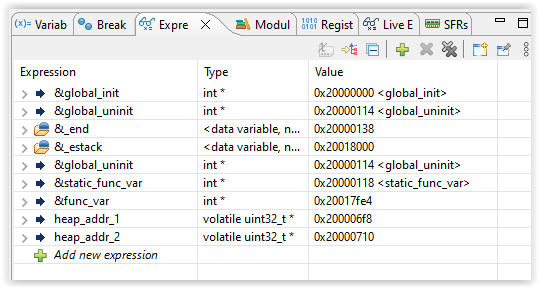 (x)= Variab Break Expre Modul 1010 0101 Regist Live E SFRs
Expression Type Value
&global_init int * 0x20000000 <global_init>
&global_uninit int * 0x20000114 <global_uninit>
&_end <data variable, n... 0x20000138
&_estack <data variable, n... 0x20018000
&global_uninit int * 0x20000114 <global_uninit>
&static_func_var int * 0x20000118 <static_func_var>
&func_var int * 0x20017fe4
heap_addr_1 volatile uint32_t * 0x200006f8
heap_addr_2 volatile uint32_t * 0x20000710
Add new expression